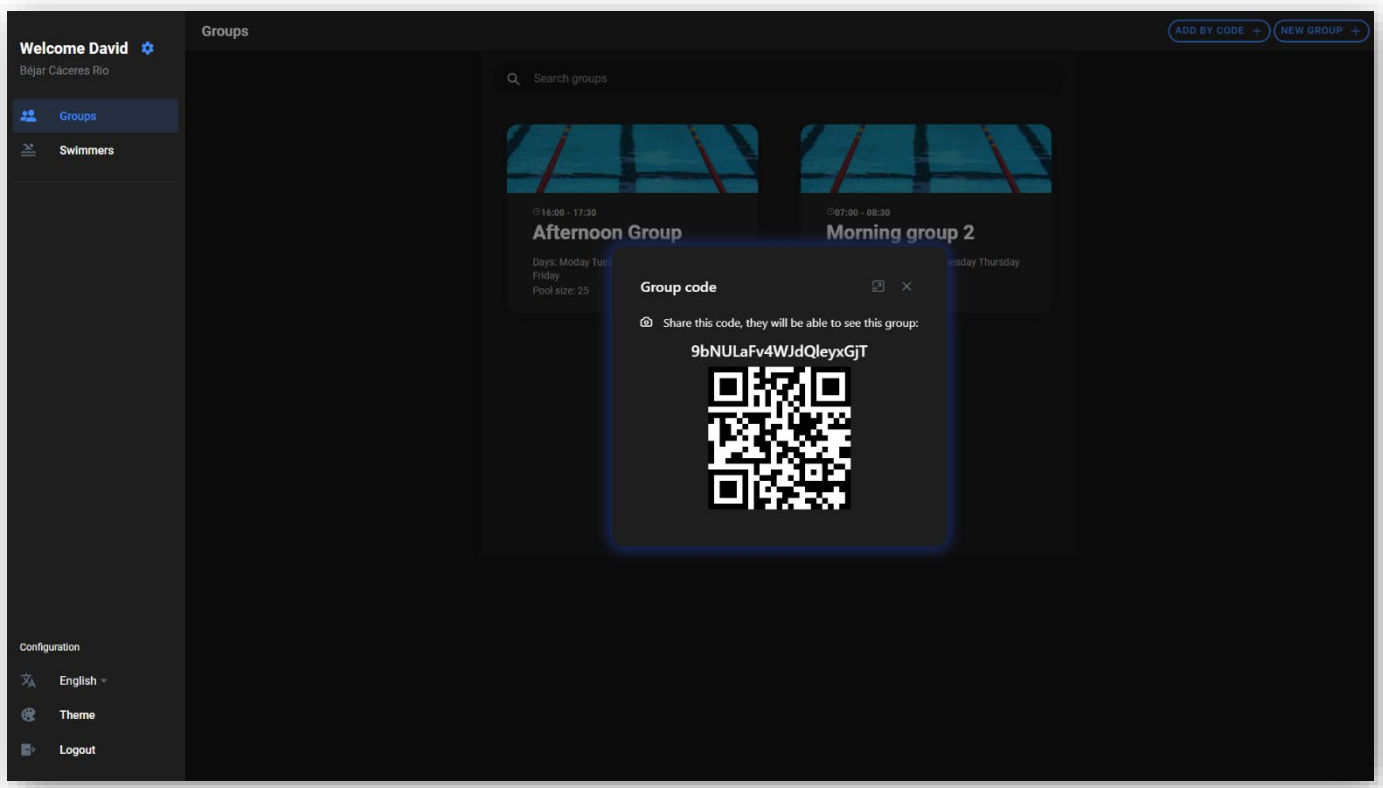 Welcome David
Béjar Cáceres Rio
Groups
Swimmers
Configuration
English
Theme
Logout
Groups
ADD BY CODE +
NEW GROUP +
Search groups
16:00 - 17:30
Afternoon Group
Days: Moday
Friday
Pool size: 25
07:00 - 08:30
Morning group 2
Thursday
Group code
Share this code, they will be able to see this group:
9bNULaFv4WJdQleyxGjT